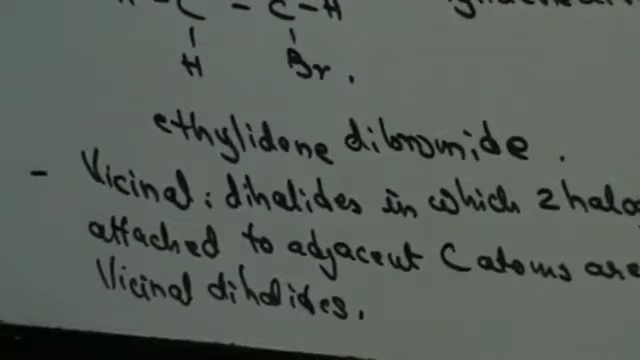 - C - C - H
H Br.
ethylidene dibromide.
- Vicinal: dihalides in which 2 halo
attached to adjacent C atoms are
Vicinal dihalides.